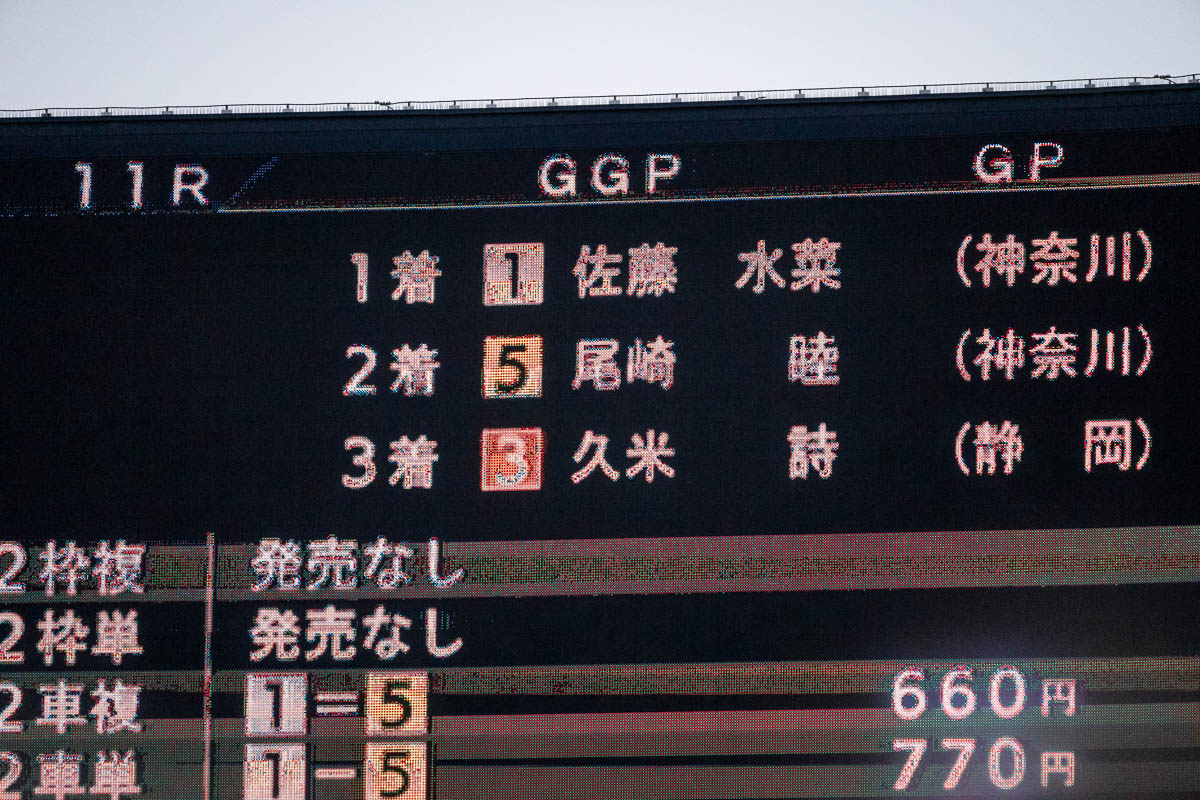 11R GGP GP
1着 1 佐藤 水菜 (神奈川)
2着 5 尾崎 睦 (神奈川)
3着 3 久米 詩 (静 岡)
2枠複 発売なし
2枠単 発売なし
2車複 1=5 660円
2車単 1-5 770円